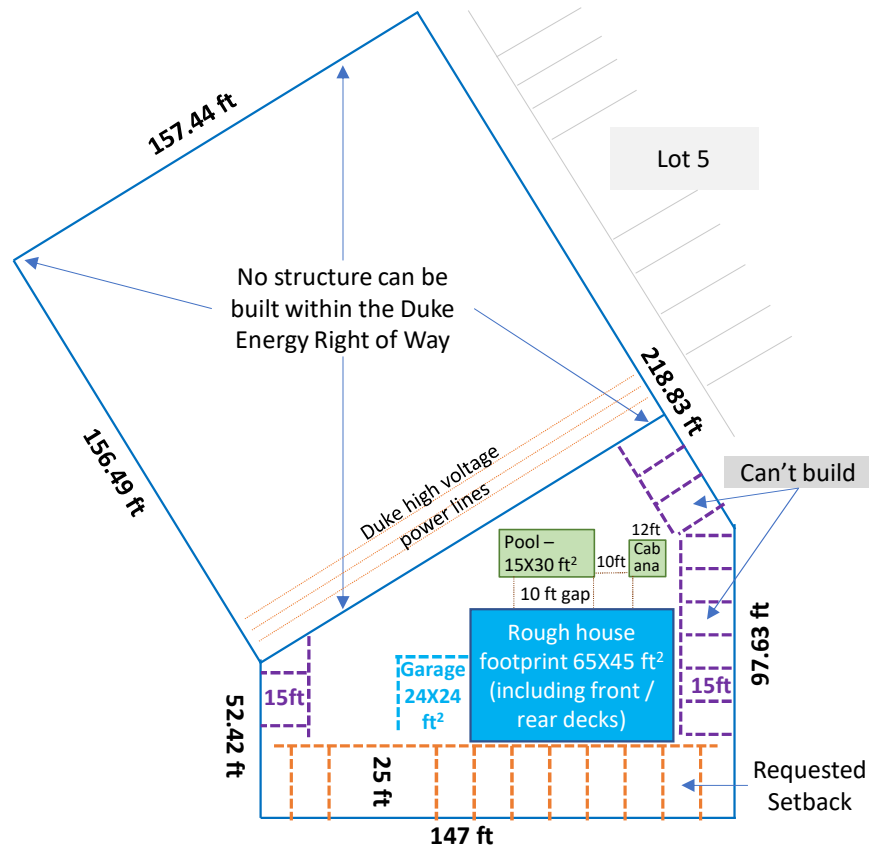 157.44 ft
Lot 5
No structure can be
built within the Duke
Energy Right of Way
218.83 ft
156.49 ft
Duke high voltage
power lines
Can’t build
12ft
Pool –
15X30 ft²
10ft
Cab
ana
10 ft gap
Rough house
footprint 65X45 ft²
(including front /
rear decks)
Garage
24X24
ft²
97.63 ft
15ft
15ft
52.42 ft
25 ft
Requested
Setback
147 ft